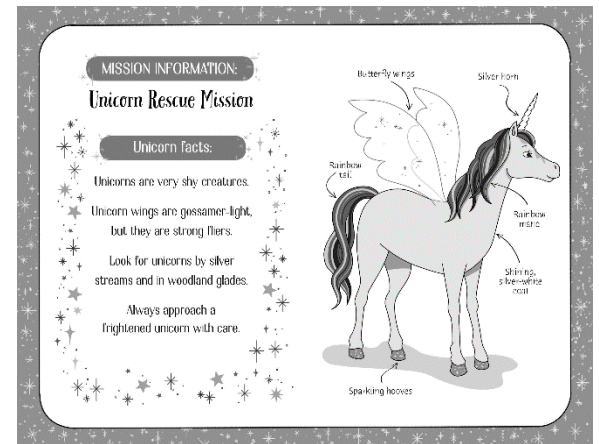 MISSION INFORMATION:
Unicorn Rescue Mission
Unicorn Facts:
Unicorns are very shy creatures.
Unicorn wings are gossamer-light,
but they are strong fliers.
Look for unicorns by silver
streams and in woodland glades.
Always approach a
frightened unicorn with care.
Butterfly wings
Silver horn
Rainbow
tail
Rainbow
mane
Shining,
silver-white
coat
Sparkling hooves